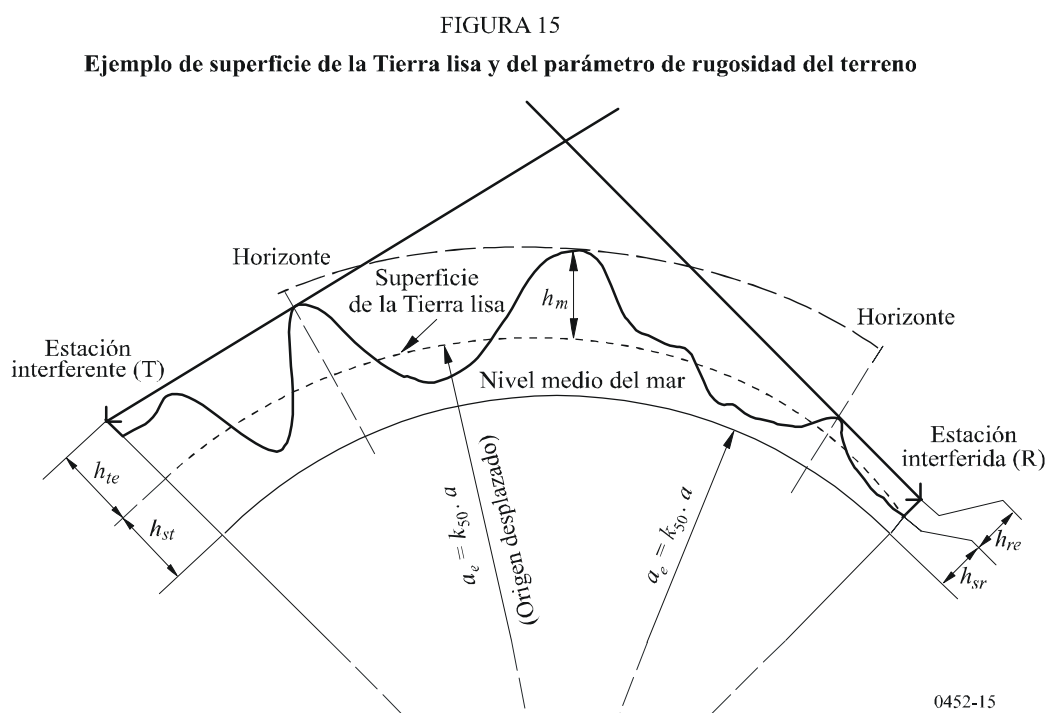 FIGURA 15
Ejemplo de superficie de la Tierra lisa y del parámetro de rugosidad del terreno
Horizonte
Superficie
de la Tierra lisa
h_m
Horizonte
Estación
interferente (T)
Nivel medio del mar
Estación
interferida (R)
h_te
h_st
a_e = k_50 . a
(Origen desplazado)
a_e = k_50 . a
h_re
h_sr
0452-15